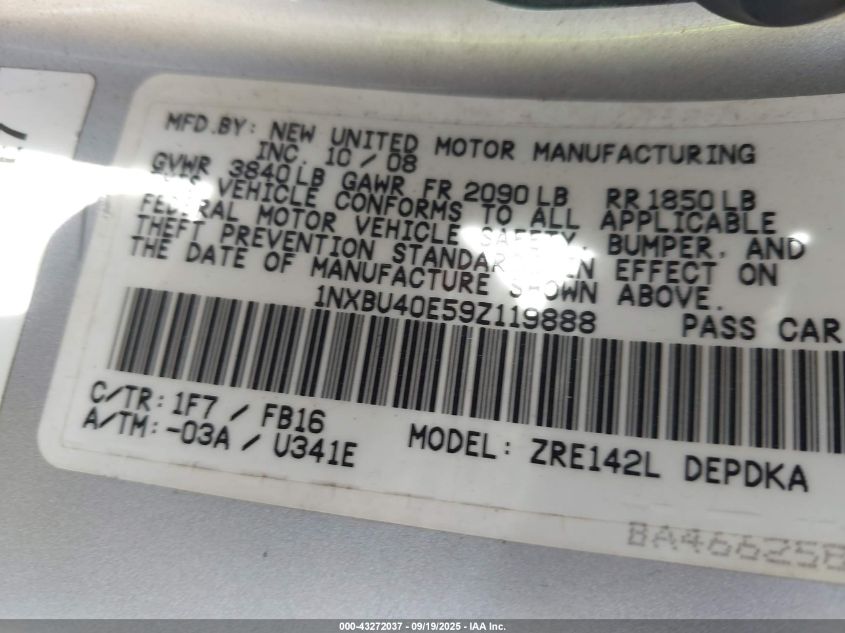 MFD.BY: NEW UNITED MOTOR MANUFACTURING
INC. 10/08
GVWR 3840LB GAWR FR 2090LB RR 1850LB
THIS VEHICLE CONFORMS TO ALL APPLICABLE
FEDERAL MOTOR VEHICLE SAFETY, BUMPER, AND
THEFT PREVENTION STANDAR IN EFFECT ON
THE DATE OF MANUFACTURE SHOWN ABOVE.
1NXBU40E59Z119888 PASS CAR
C/TR: 1F7 / FB16
A/TM: -03A / U341E
MODEL: ZRE142L DEPDKA
BA46625B
000-43272037 - 09/19/2025 - IAA Inc.